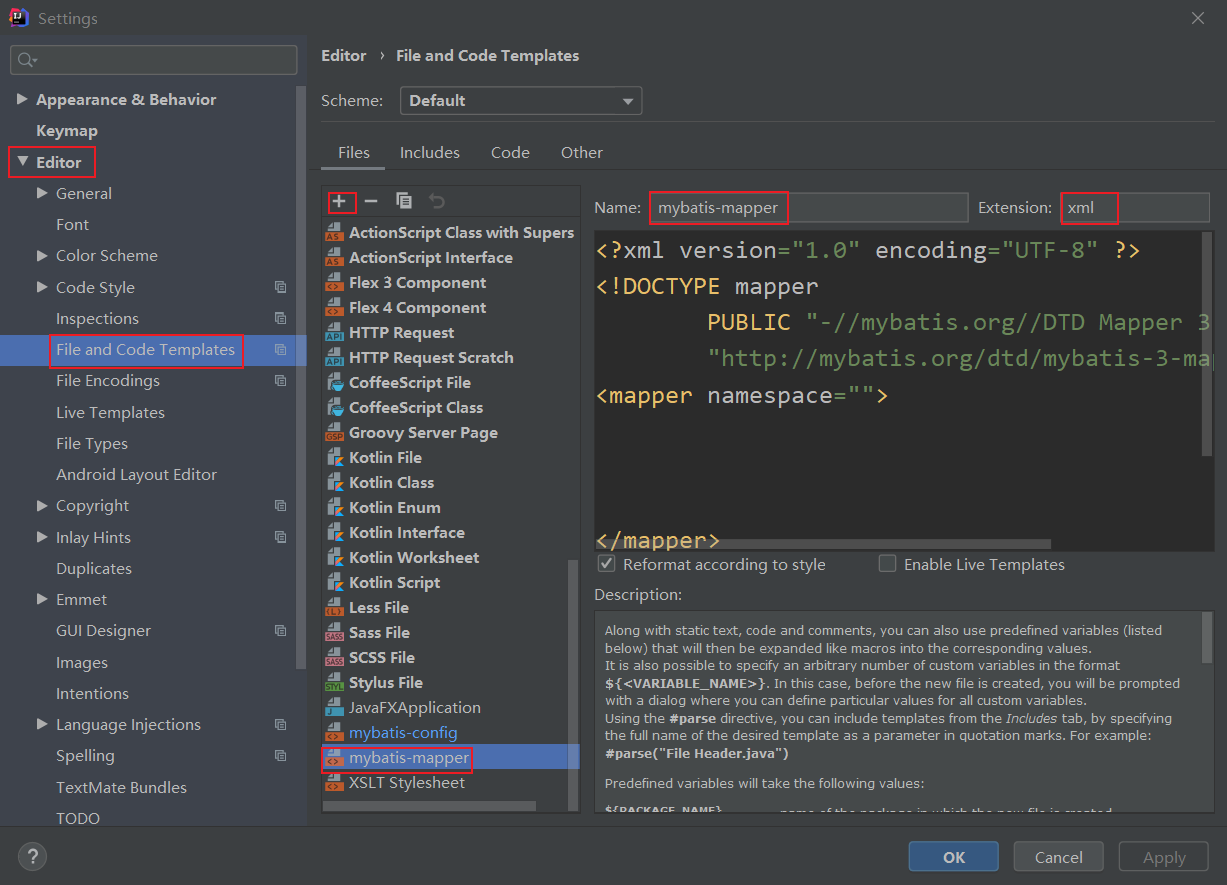 Settings
Appearance & Behavior
Keymap
Editor
General
Font
Color Scheme
Code Style
Inspections
File and Code Templates
File Encodings
Live Templates
File Types
Android Layout Editor
Copyright
Inlay Hints
Duplicates
Emmet
GUI Designer
Images
Intentions
Language Injections
Spelling
TextMate Bundles
TODO
Editor › File and Code Templates
Scheme: Default
Files Includes Code Other
ActionScript Class with Supers
ActionScript Interface
Flex 3 Component
Flex 4 Component
HTTP Request
HTTP Request Scratch
CoffeeScript File
CoffeeScript Class
Groovy Server Page
Kotlin File
Kotlin Class
Kotlin Enum
Kotlin Interface
Kotlin Worksheet
Kotlin Script
Less File
Sass File
SCSS File
Stylus File
JavaFXApplication
mybatis-config
mybatis-mapper
XSLT Stylesheet
Name: mybatis-mapper Extension: xml
<?xml version="1.0" encoding="UTF-8" ?>
<!DOCTYPE mapper
PUBLIC "-//mybatis.org//DTD Mapper 3
"http://mybatis.org/dtd/mybatis-3-map
<mapper namespace="">
</mapper>
Reformat according to style Enable Live Templates
Description:
Along with static text, code and comments, you can also use predefined variables (listed
below) that will then be expanded like macros into the corresponding values.
It is also possible to specify an arbitrary number of custom variables in the format
${<VARIABLE_NAME>}. In this case, before the new file is created, you will be prompted
with a dialog where you can define particular values for all custom variables.
Using the #parse directive, you can include templates from the Includes tab, by specifying
the full name of the desired template as a parameter in quotation marks. For example:
#parse("File Header.java")
Predefined variables will take the following values:
${PACKAGE_NAME} name of the package in which the new file is created
? OK Cancel Apply